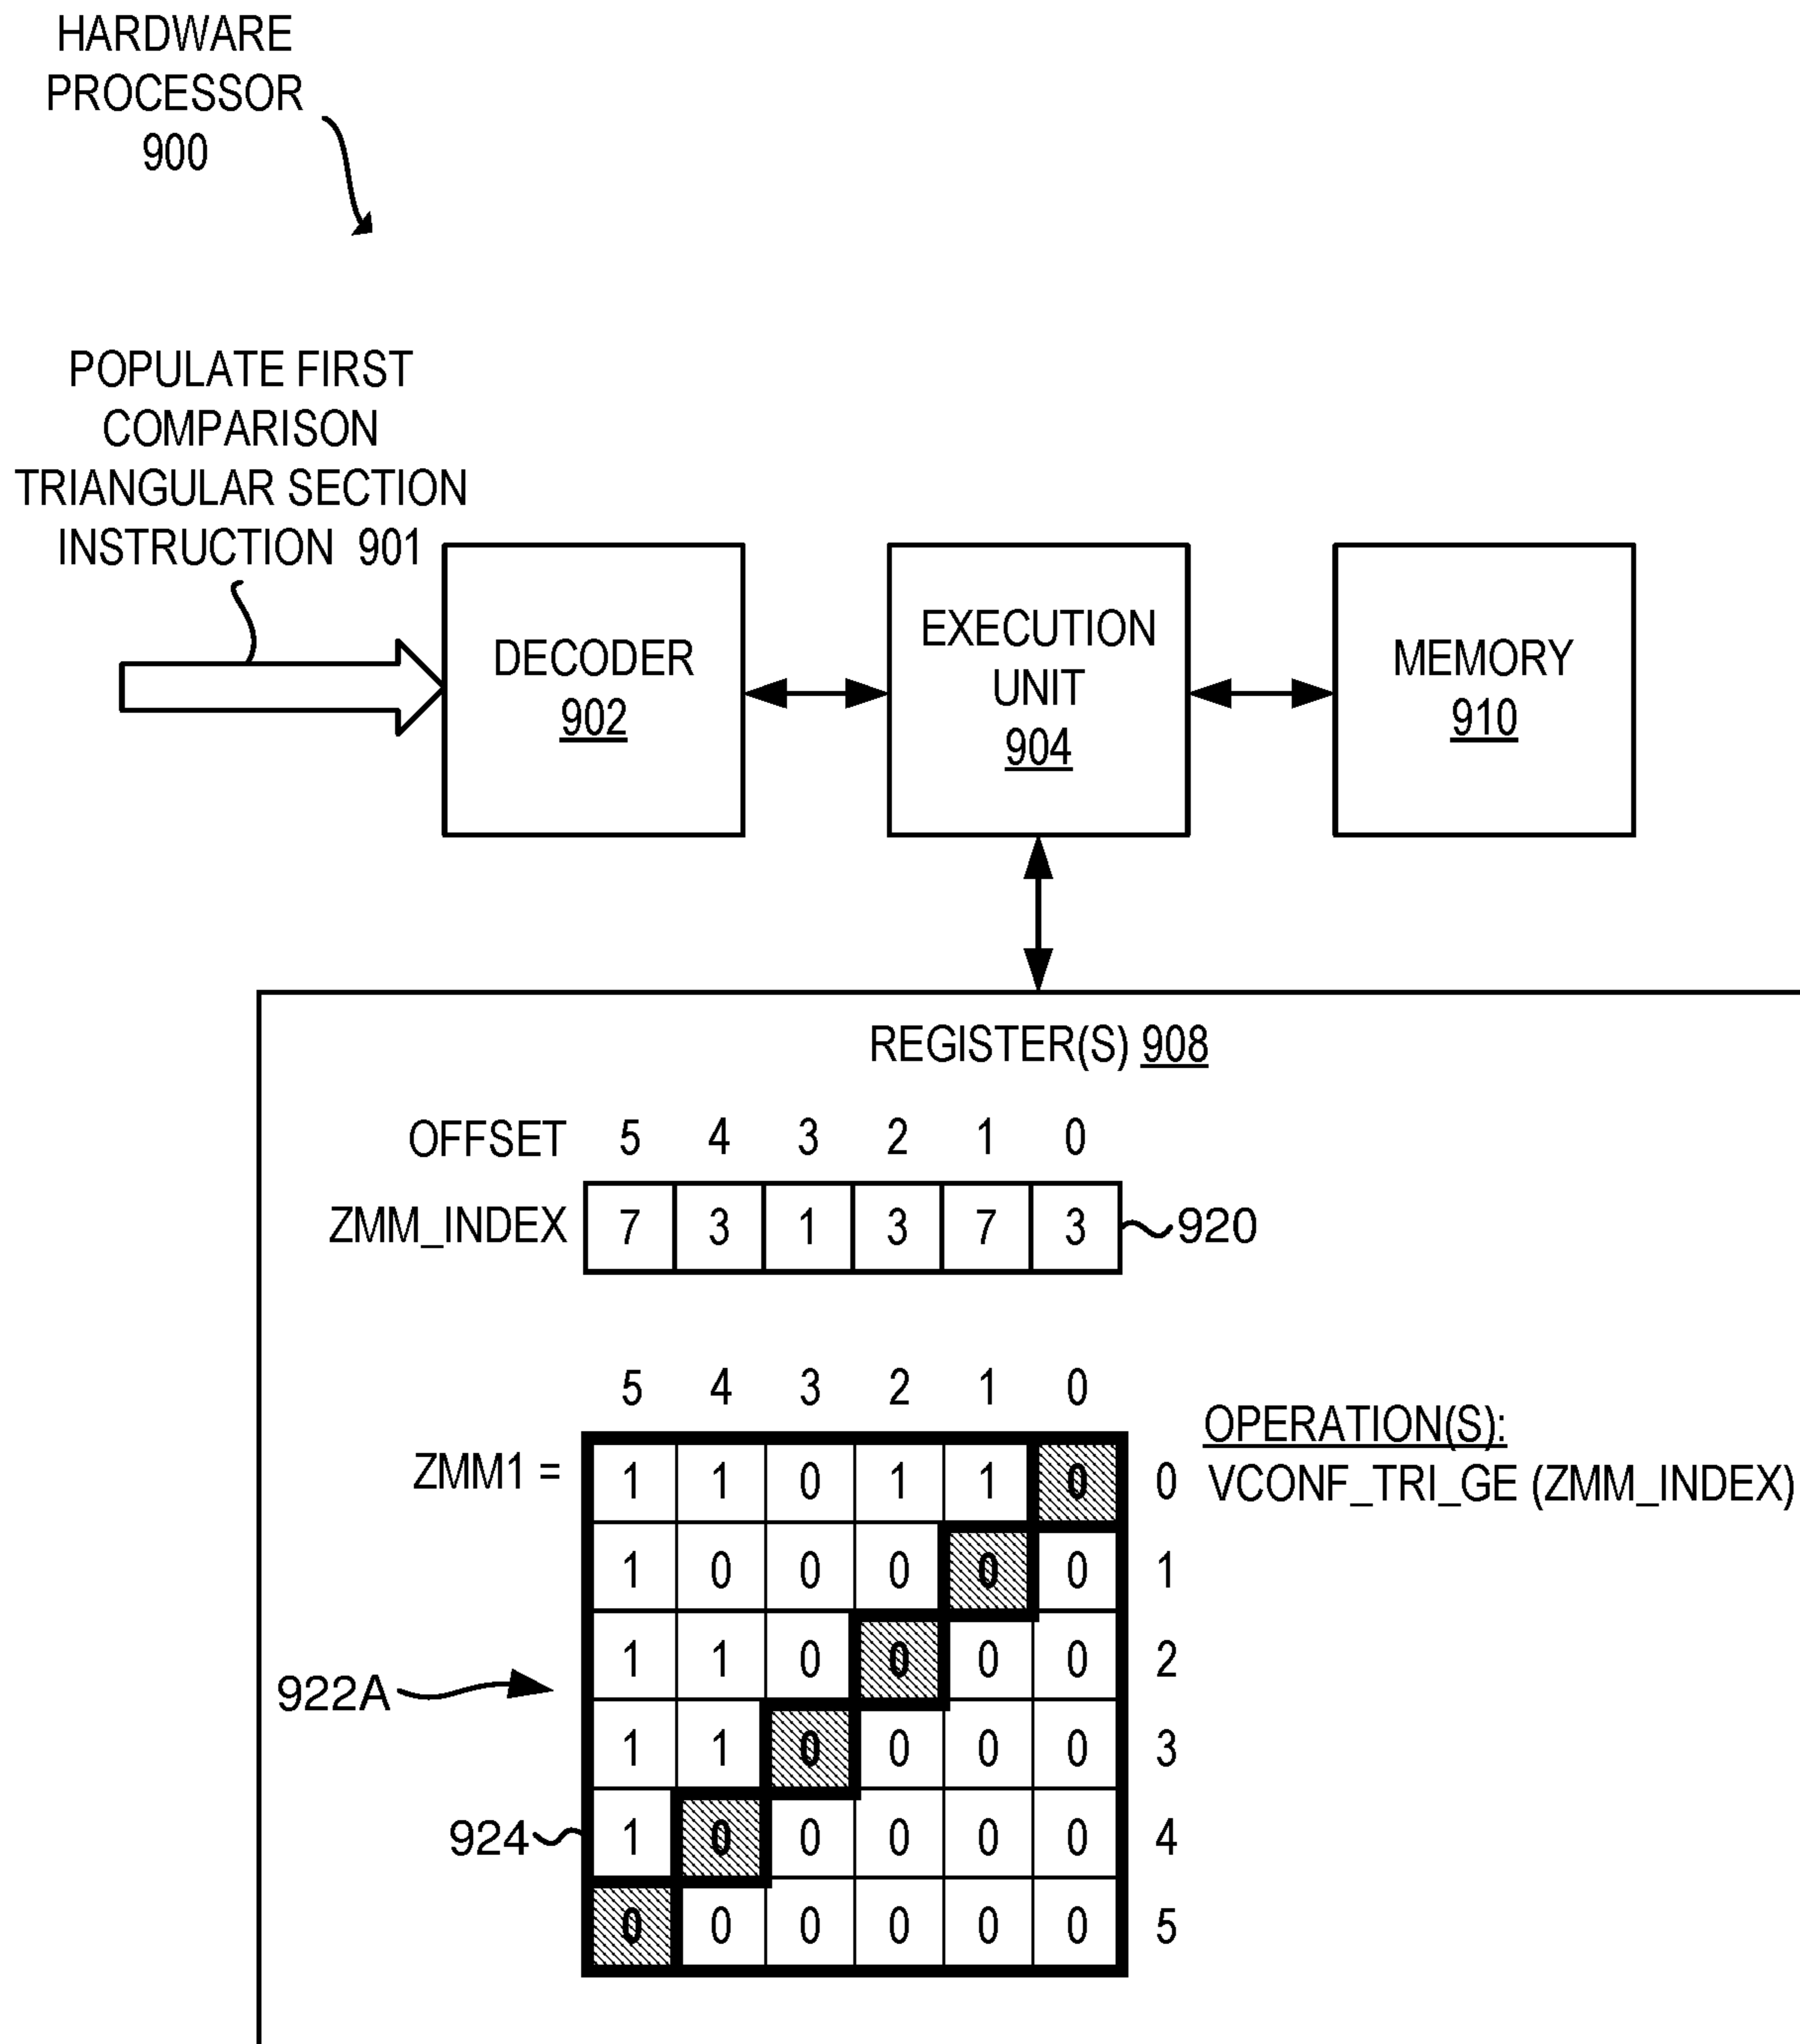 HARDWARE
PROCESSOR
900
POPULATE FIRST
COMPARISON
TRIANGULAR SECTION
INSTRUCTION 901
DECODER
902
EXECUTION
UNIT
904
MEMORY
910
REGISTER(S) 908
OFFSET 5 4 3 2 1 0
ZMM_INDEX 7 3 1 3 7 3 920
5 4 3 2 1 0
OPERATION(S):
ZMM1 = 1 1 0 1 1 0 0 VCONF_TRI_GE (ZMM_INDEX)
1 0 0 0 0 0 1
1 1 0 0 0 0 2
922A
1 1 0 0 0 0 3
924 1 0 0 0 0 0 4
0 0 0 0 0 0 5